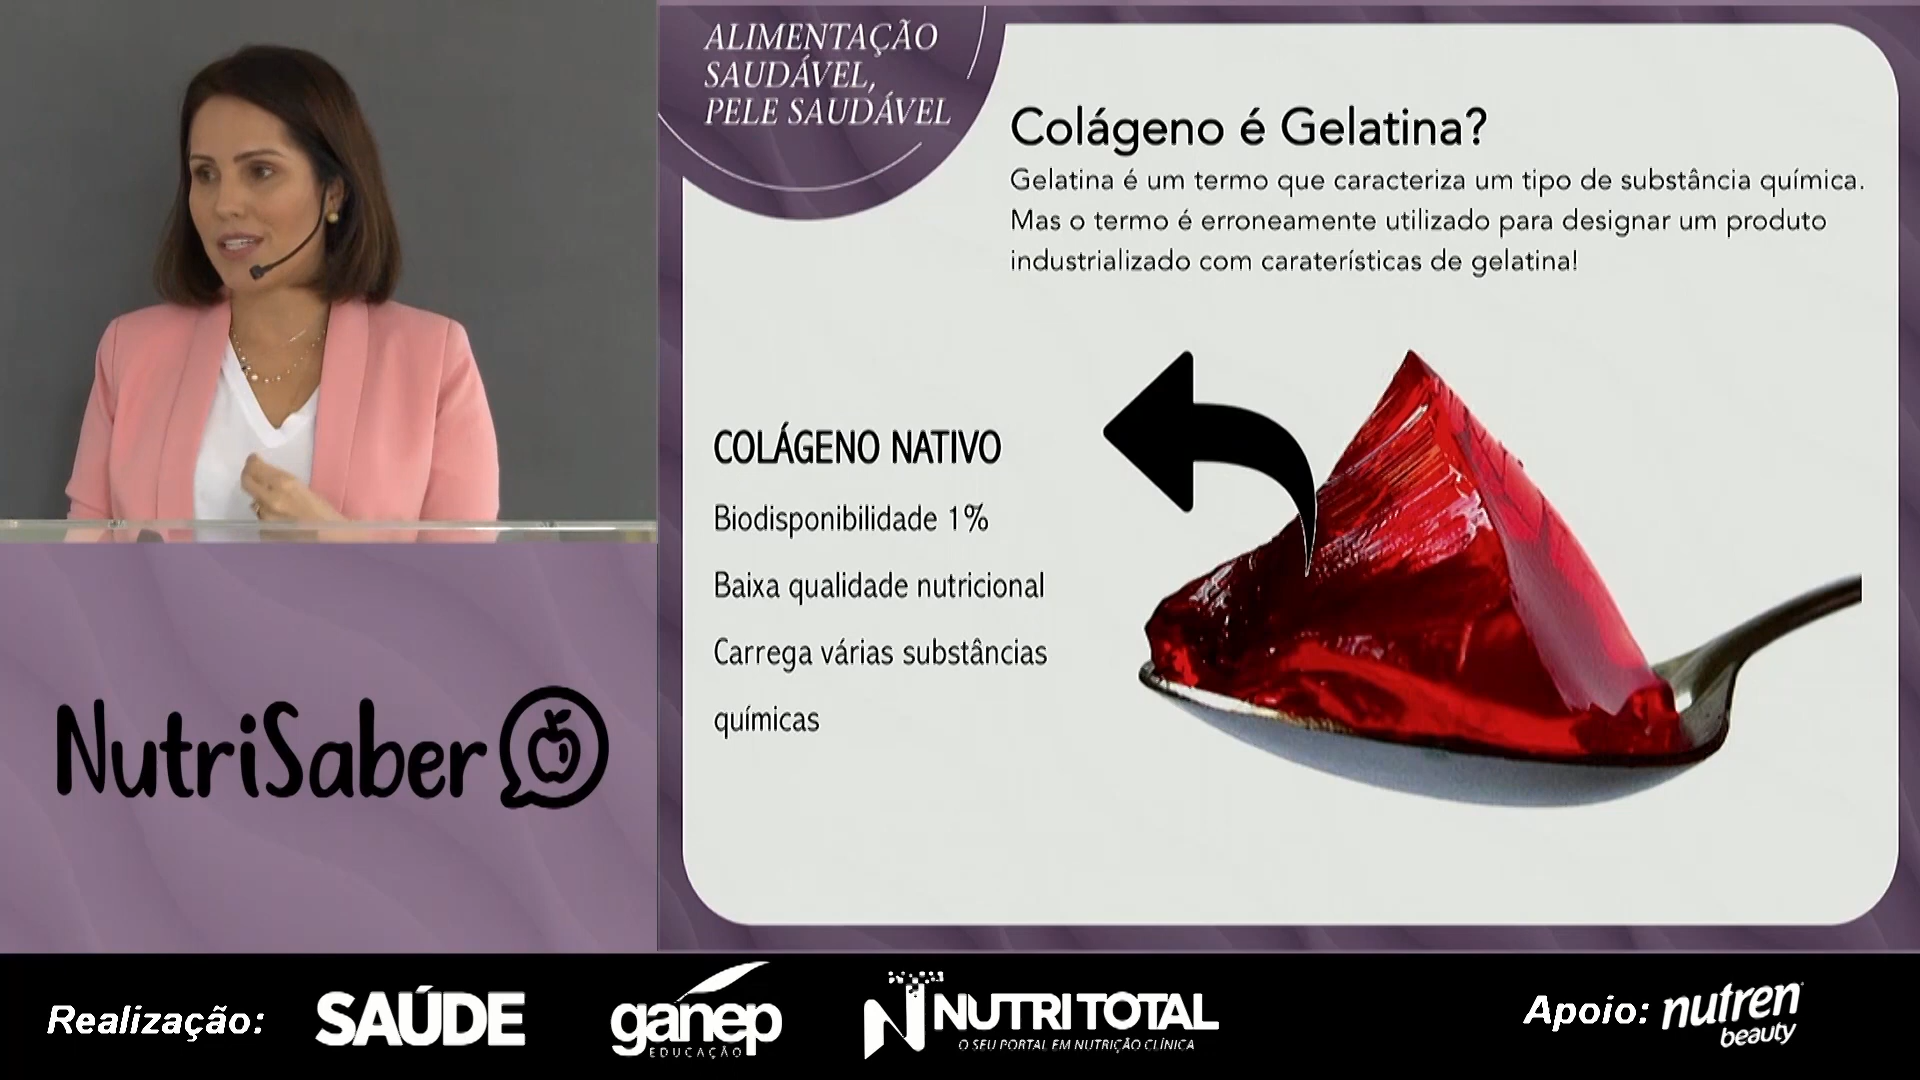 ALIMENTAÇÃO
SAUDÁVEL,
PELE SAUDÁVEL
Colágeno é Gelatina?
Gelatina é um termo que caracteriza um tipo de substância química.
Mas o termo é erroneamente utilizado para designar um produto
industrializado com caraterísticas de gelatina!
COLÁGENO NATIVO
Biodisponibilidade 1%
Baixa qualidade nutricional
Carrega várias substâncias
químicas
NutriSaber
Realização:
SAÚDE
ganep
EDUCAÇÃO
NUTRITOTAL
O SEU PORTAL EM NUTRIÇÃO CLÍNICA
Apoio:
nutren
beauty